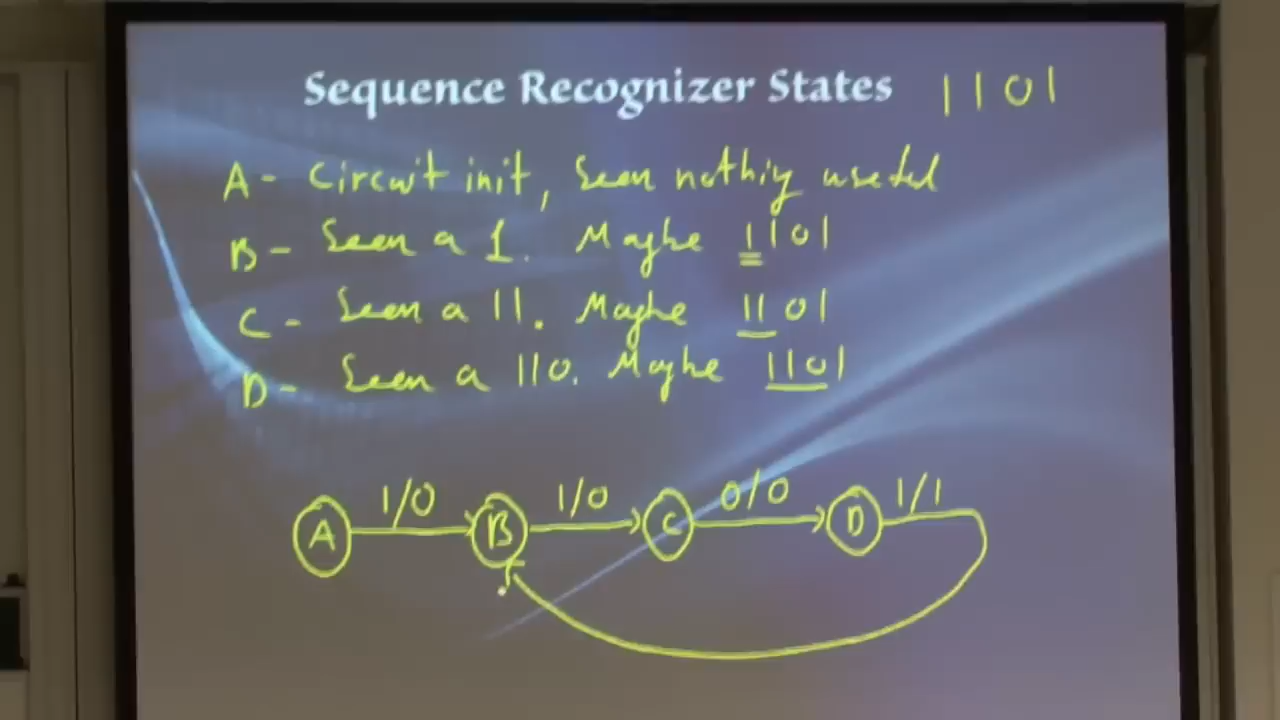 Sequence Recognizer States 1101
A - Circuit init, Seen nothing useful
B - Seen a 1. Maybe 1101
C - Seen a 11. Maybe 1101
D - Seen a 110. Maybe 1101
1/0 1/0 0/0 1/1
A B C D